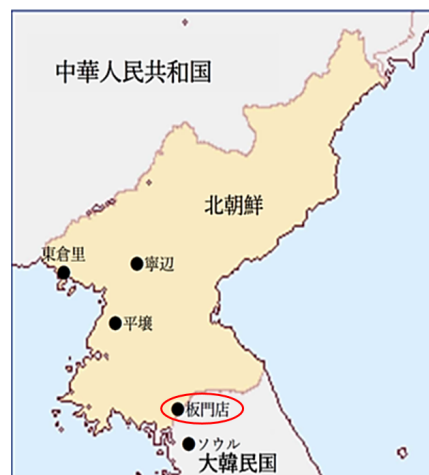 中華人民共和国
北朝鮮
東倉里
寧辺
平壌
板門店
ソウル
大韓民国